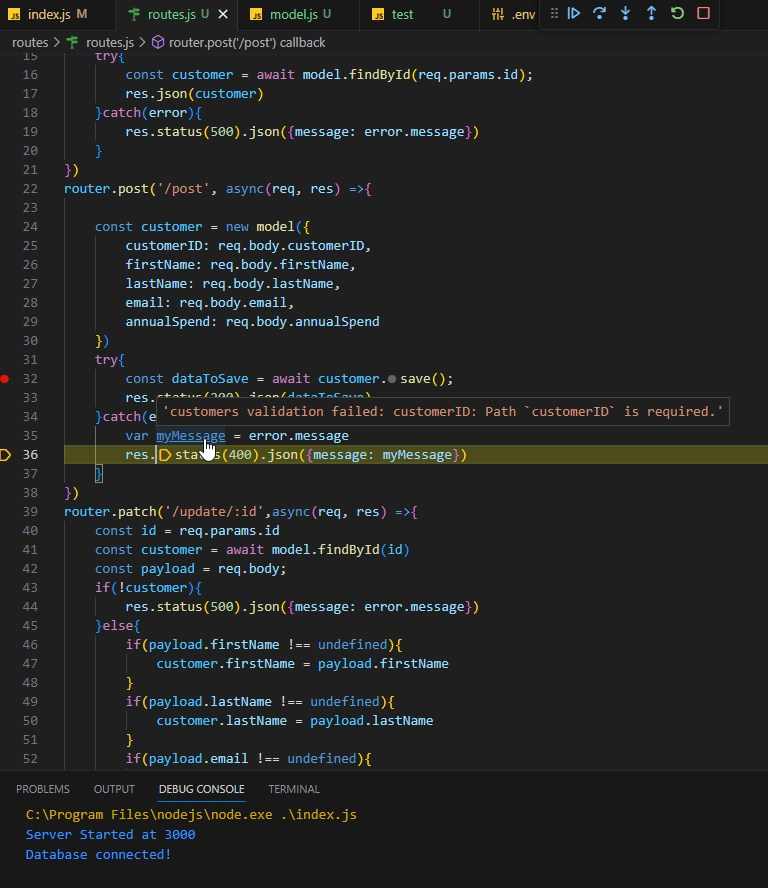 index.js M routes.js U model.js U test U .env
routes > routes.js > router.post('/post') callback
15 try{
16 const customer = await model.findById(req.params.id);
17 res.json(customer)
18 }catch(error){
19 res.status(500).json({message: error.message})
20 }
21 })
22 router.post('/post', async(req, res) =>{
23
24 const customer = new model({
25 customerID: req.body.customerID,
26 firstName: req.body.firstName,
27 lastName: req.body.lastName,
28 email: req.body.email,
29 annualSpend: req.body.annualSpend
30 })
31 try{
32 const dataToSave = await customer.save();
33 res.status(200).json(dataToSave)
34 }catch(e
'customers validation failed: customerID: Path `customerID` is required.'
35 var myMessage = error.message
36 res.status(400).json({message: myMessage})
37 }
38 })
39 router.patch('/update/:id',async(req, res) =>{
40 const id = req.params.id
41 const customer = await model.findById(id)
42 const payload = req.body;
43 if(!customer){
44 res.status(500).json({message: error.message})
45 }else{
46 if(payload.firstName !== undefined){
47 customer.firstName = payload.firstName
48 }
49 if(payload.lastName !== undefined){
50 customer.lastName = payload.lastName
51 }
52 if(payload.email !== undefined){
PROBLEMS OUTPUT DEBUG CONSOLE TERMINAL
C:\Program Files\nodejs\node.exe .\index.js
Server Started at 3000
Database connected!